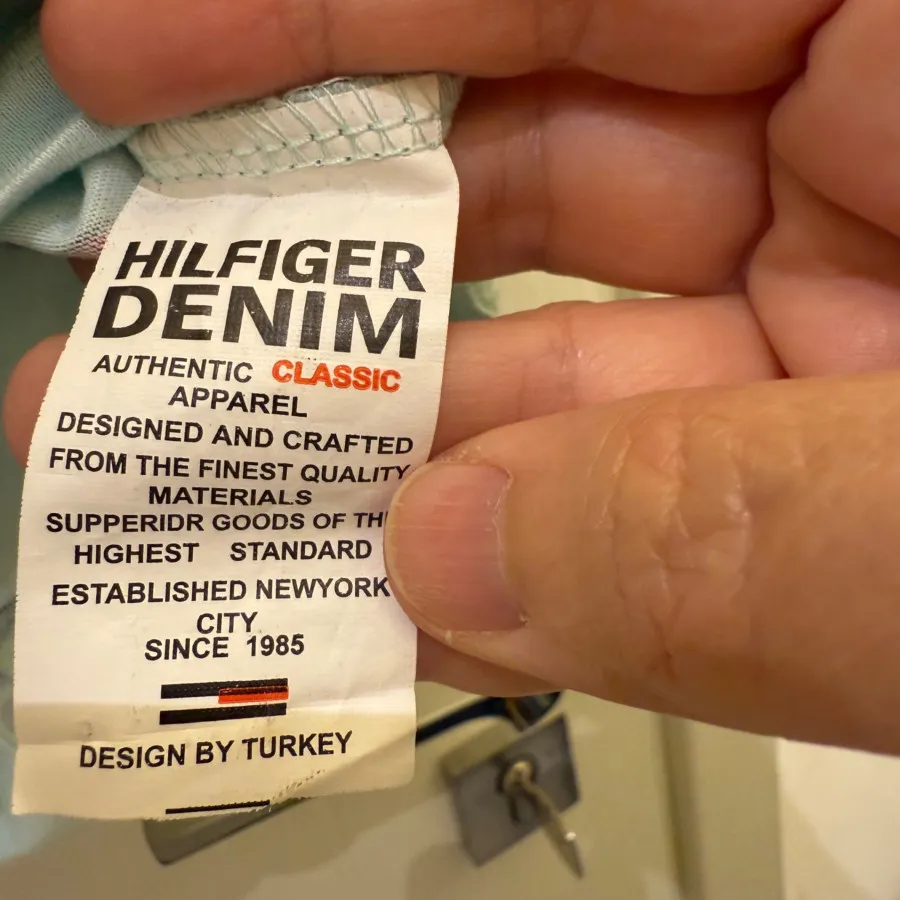 HILFIGER
DENIM
AUTHENTIC CLASSIC
APPAREL
DESIGNED AND CRAFTED
FROM THE FINEST QUALITY
MATERIALS
SUPPERIDR GOODS OF TH
HIGHEST STANDARD
ESTABLISHED NEWYORK
CITY
SINCE 1985
DESIGN BY TURKEY